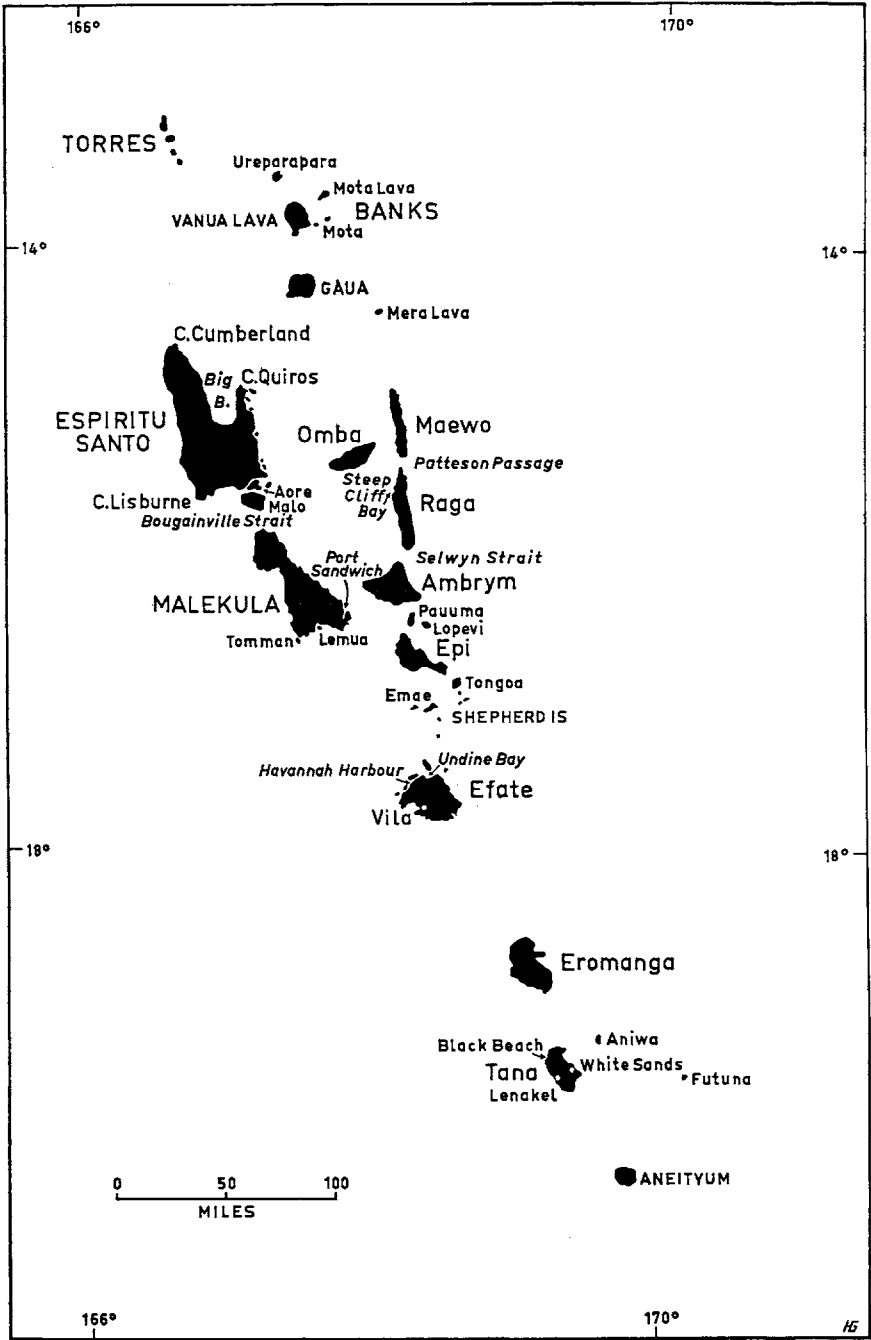 166°
170°
TORRES
Ureparapara
Mota Lava
BANKS
VANUA LAVA
Mota
14°
14°
GAUA
Mera Lava
C.Cumberland
Big
B.
C.Quiros
ESPIRITU
SANTO
Omba
Maewo
Patteson Passage
Steep
Cliff
Bay
Aore
Malo
C.Lisburne
Raga
Bougainville Strait
Port
Sandwich
Selwyn Strait
Ambrym
MALEKULA
Pauuma
Lopevi
Tomman
Lemua
Epi
Tongoa
Emae
SHEPHERD IS
Undine Bay
Havannah Harbour
Efate
Vila
18°
18°
Eromanga
Black Beach
Aniwa
White Sands
Tana
Futuna
Lenakel
ANEITYUM
0 50 100
MILES
166°
170°
HG